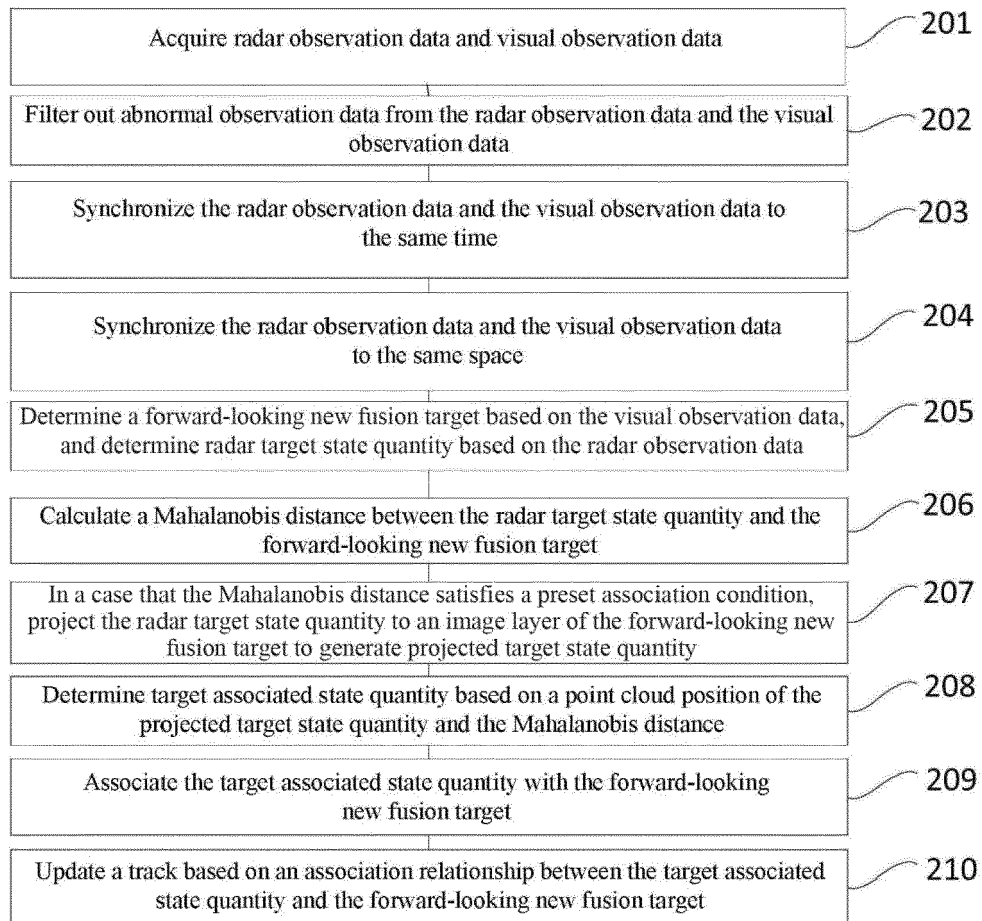 Acquire radar observation data and visual observation data
201
Filter out abnormal observation data from the radar observation data and the visual
observation data
202
Synchronize the radar observation data and the visual observation data to
the same time
203
Synchronize the radar observation data and the visual observation data
to the same space
204
Determine a forward-looking new fusion target based on the visual observation data,
and determine radar target state quantity based on the radar observation data
205
Calculate a Mahalanobis distance between the radar target state quantity and the
forward-looking new fusion target
206
In a case that the Mahalanobis distance satisfies a preset association condition,
project the radar target state quantity to an image layer of the forward-looking new
fusion target to generate projected target state quantity
207
Determine target associated state quantity based on a point cloud position of the
projected target state quantity and the Mahalanobis distance
208
Associate the target associated state quantity with the forward-looking
new fusion target
209
Update a track based on an association relationship between the target associated
state quantity and the forward-looking new fusion target
210